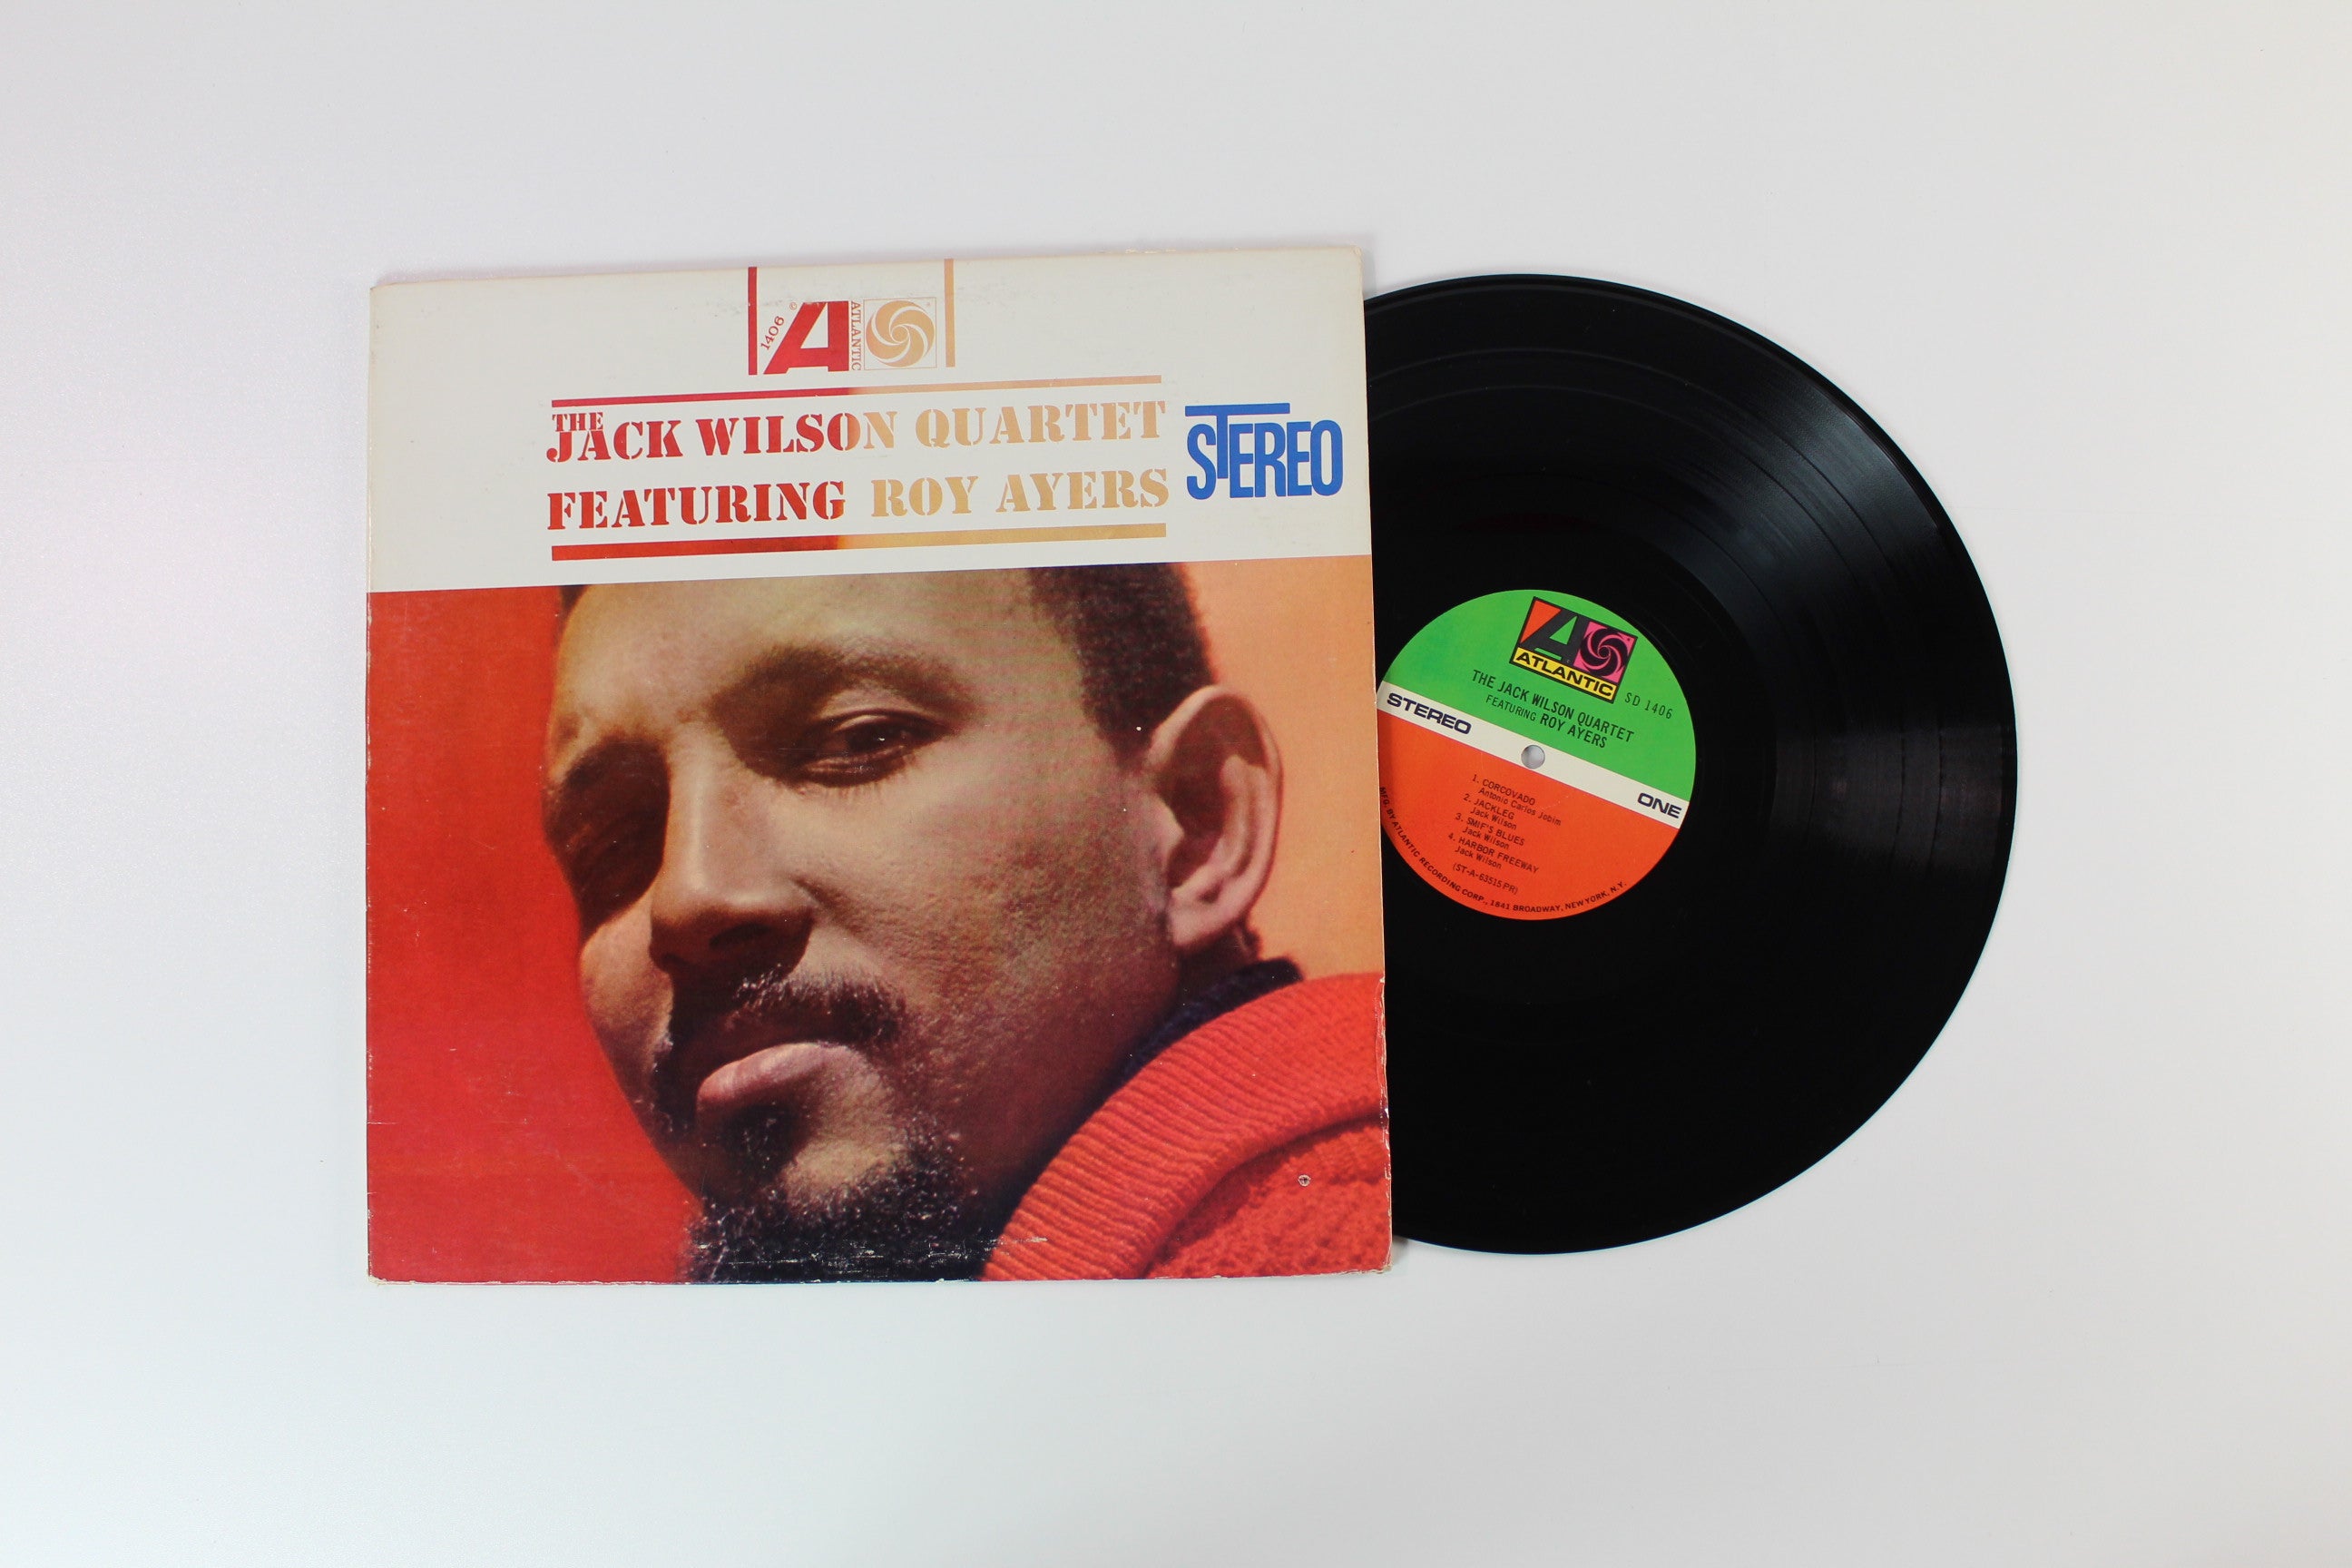 1406
©
ATLANTIC
THE
JACK WILSON QUARTET
FEATURING ROY AYERS
STEREO
ATLANTIC
SD 1406
THE JACK WILSON QUARTET
FEATURING ROY AYERS
STEREO
ONE
1. CORCOVADO
Antonio Carlos Jobim
2. JACKLEG
Jack Wilson
3. SMIF'S BLUES
Jack Wilson
4. HARBOR FREEWAY
Jack Wilson
(ST-A-63515 PR)
MFG. BY ATLANTIC RECORDING CORP., 1841 BROADWAY, NEW YORK, N.Y.